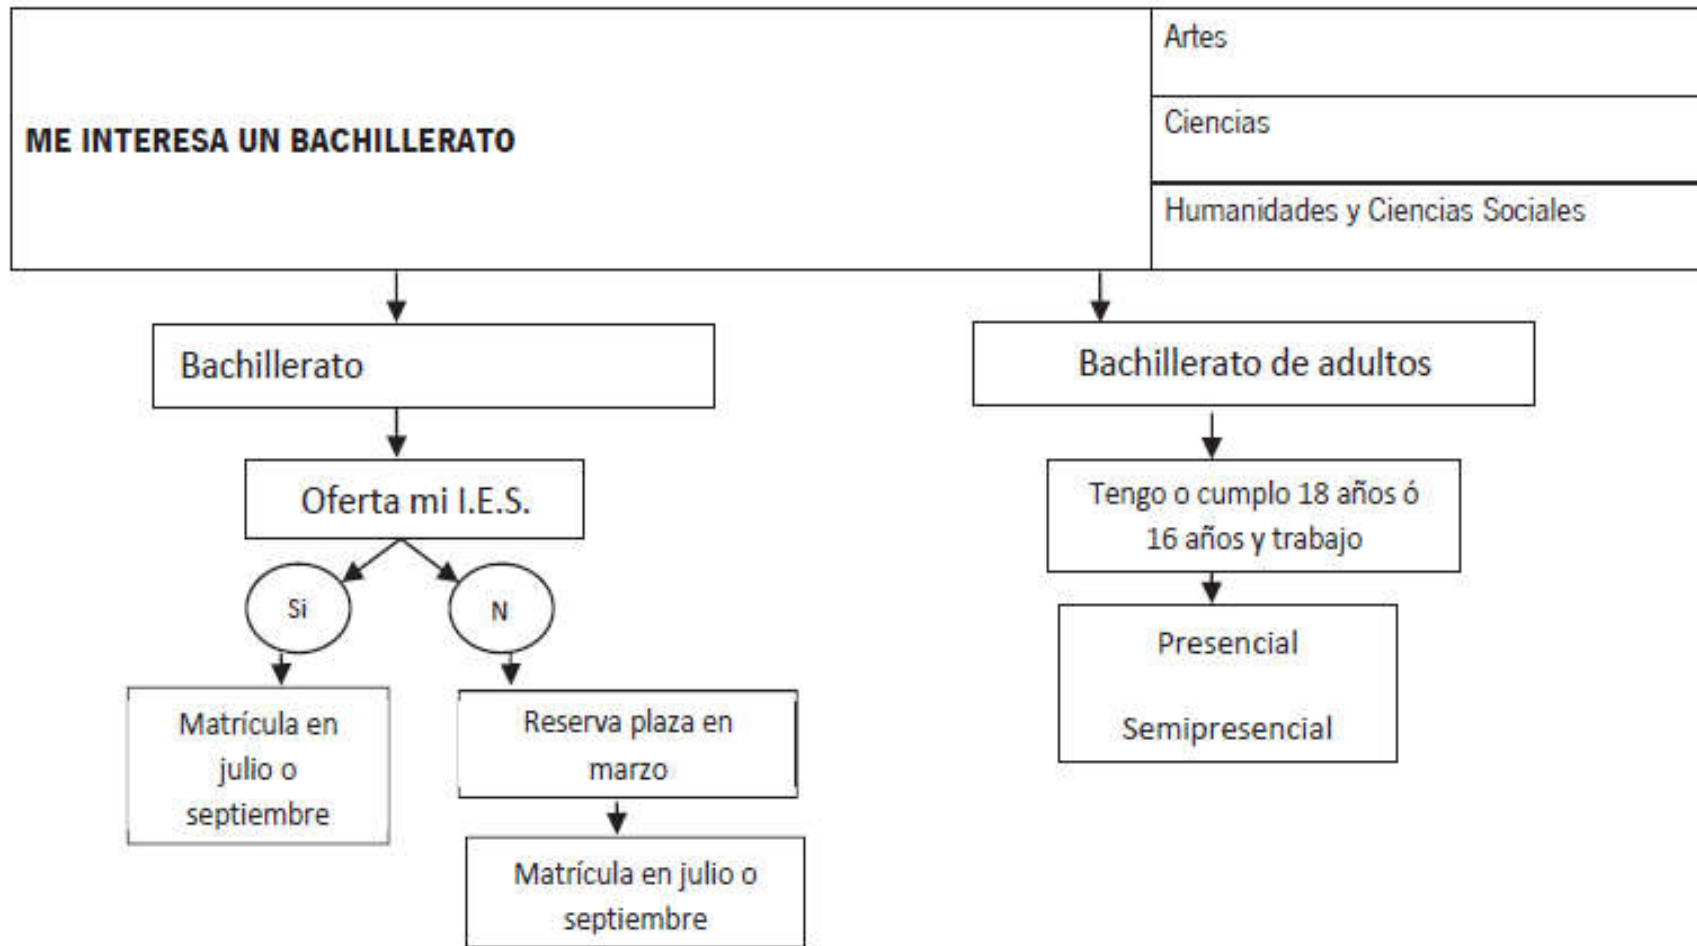 Artes
Ciencias
ME INTERESA UN BACHILLERATO
Humanidades y Ciencias Sociales
Bachillerato
Bachillerato de adultos
Oferta mi I.E.S.
Tengo o cumplo 18 años ó
16 años y trabajo
Si
N
Presencial
Semipresencial
Matrícula en
julio o
septiembre
Reserva plaza en
marzo
Matrícula en julio o
septiembre